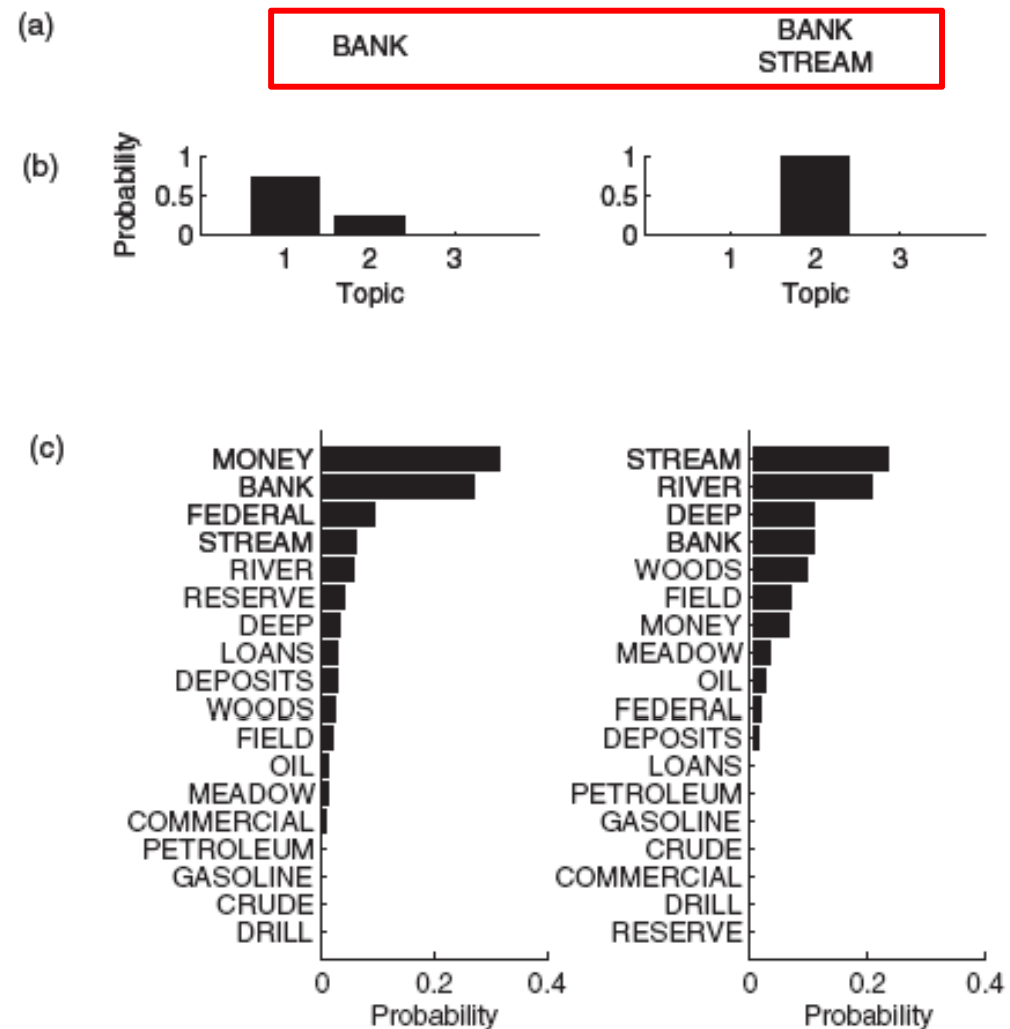 (a)
BANK
BANK
STREAM
(b)
Probability
1
0.5
0
1 2 3
Topic
1
0.5
0
1 2 3
Topic
(c)
MONEY
BANK
FEDERAL
STREAM
RIVER
RESERVE
DEEP
LOANS
DEPOSITS
WOODS
FIELD
OIL
MEADOW
COMMERCIAL
PETROLEUM
GASOLINE
CRUDE
DRILL
0 0.2 0.4
Probability
STREAM
RIVER
DEEP
BANK
WOODS
FIELD
MONEY
MEADOW
OIL
FEDERAL
DEPOSITS
LOANS
PETROLEUM
GASOLINE
CRUDE
COMMERCIAL
DRILL
RESERVE
0 0.2 0.4
Probability